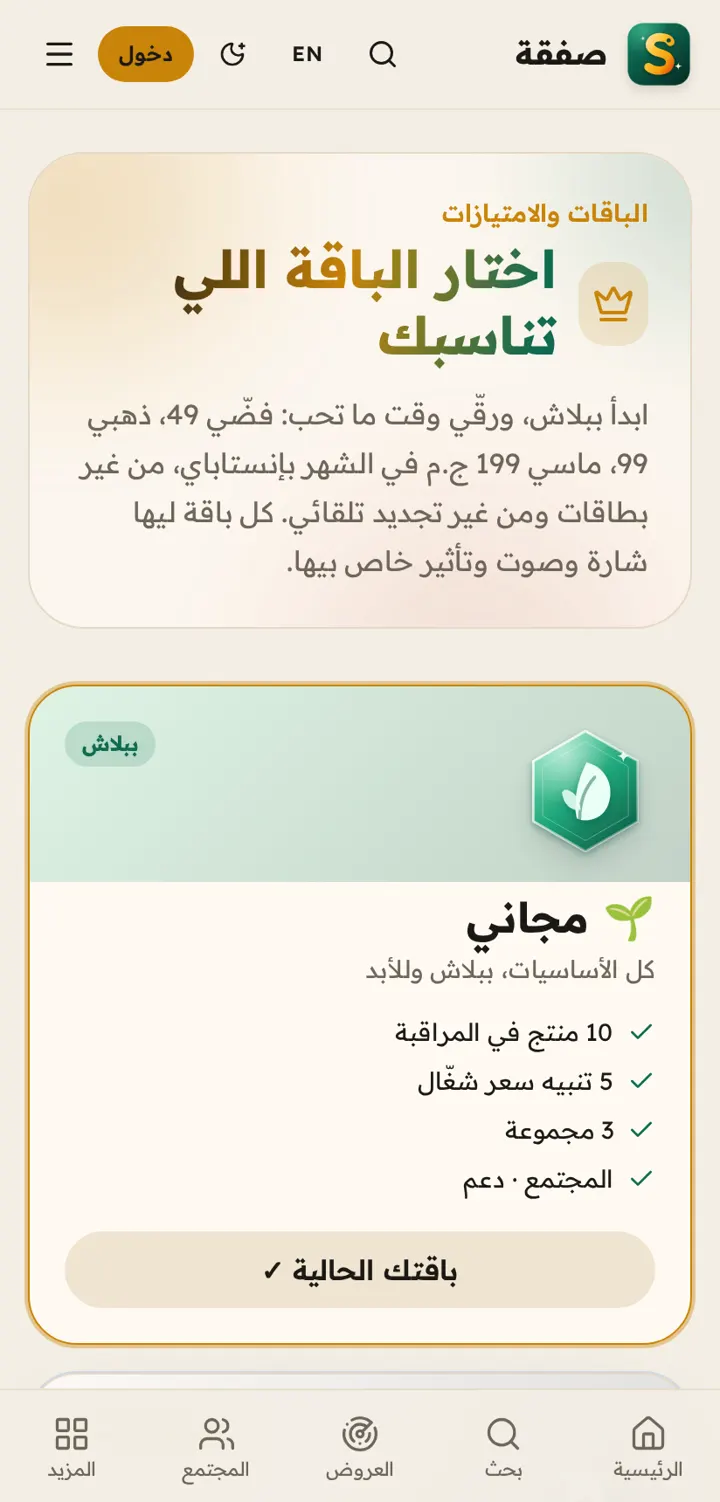 صفقة
EN
دخول
الباقات والامتيازات
اختار الباقة اللي
تناسبك
ابدأ ببلاش، ورقّي وقت ما تحب: فضّي 49، ذهبي
99، ماسي 199 ج.م في الشهر بإنستاباي، من غير
بطاقات ومن غير تجديد تلقائي. كل باقة ليها
شارة وصوت وتأثير خاص بيها.
ببلاش
🌱 مجاني
كل الأساسيات، ببلاش وللأبد
✓ 10 منتج في المراقبة
✓ 5 تنبيه سعر شغّال
✓ 3 مجموعة
✓ المجتمع · دعم
باقتك الحالية ✓
الرئيسية
بحث
العروض
المجتمع
المزيد